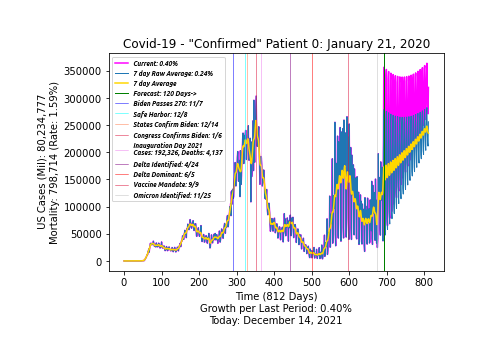 Covid-19 - "Confirmed" Patient 0: January 21, 2020
US Cases (Mil): 80,234,777
Mortality: 798,714 (Rate: 1.59%)
350000
300000
250000
200000
150000
100000
50000
0
Current: 0.40%
7 day Raw Average: 0.24%
7 day Average
Forecast: 120 Days->
Biden Passes 270: 11/7
Safe Harbor: 12/8
States Confirm Biden: 12/14
Congress Confirms Biden: 1/6
Inauguration Day 2021
Cases: 192,326, Deaths: 4,137
Delta Identified: 4/24
Delta Dominant: 6/5
Vaccine Mandate: 9/9
Omicron Identified: 11/25
0 100 200 300 400 500 600 700 800
Time (812 Days)
Growth per Last Period: 0.40%
Today: December 14, 2021